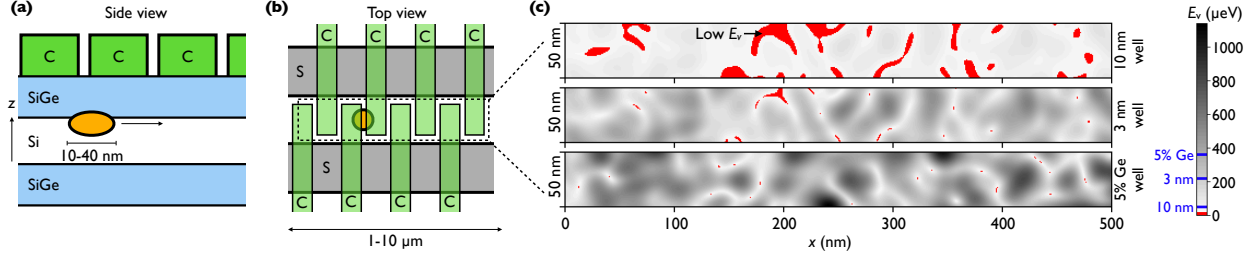 (a)
Side view
C
C
C
C
SiGe
z
Si
10-40 nm
SiGe
(b)
Top view
C
C
C
C
S
S
C
C
C
C
1-10 μm
(c)
Low Eᵥ
50 nm
10 nm
well
50 nm
3 nm
well
50 nm
5% Ge
well
0
100
200
300
400
500
x (nm)
Eᵥ (μeV)
1000
800
600
400
200
0
5% Ge
3 nm
10 nm